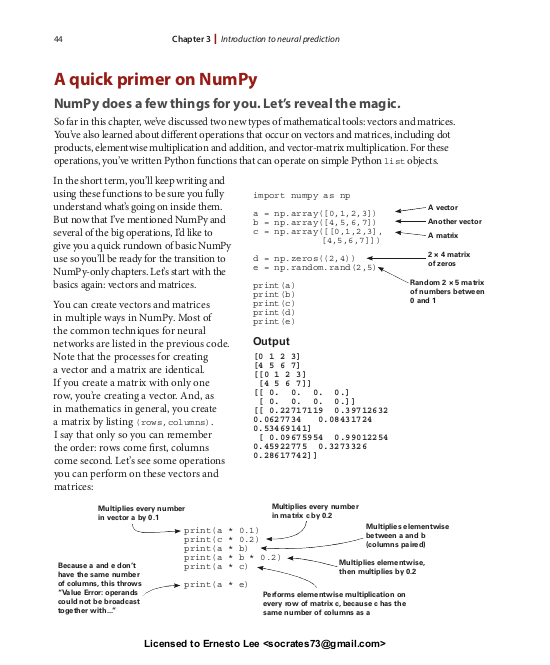 44
Chapter 3 | Introduction to neural prediction
A quick primer on NumPy
NumPy does a few things for you. Let's reveal the magic.
So far in this chapter, we've discussed two new types of mathematical tools: vectors and matrices.
You've also learned about different operations that occur on vectors and matrices, including dot
products, elementwise multiplication and addition, and vector-matrix multiplication. For these
operations, you've written Python functions that can operate on simple Python list objects.
In the short term, you'll keep writing and
using these functions to be sure you fully
understand what's going on inside them.
But now that I've mentioned NumPy and
several of the big operations, I'd like to
give you a quick rundown of basic NumPy
use so you'll be ready for the transition to
NumPy-only chapters. Let's start with the
basics again: vectors and matrices.
You can create vectors and matrices
in multiple ways in NumPy. Most of
the common techniques for neural
networks are listed in the previous code.
Note that the processes for creating
a vector and a matrix are identical.
If you create a matrix with only one
row, you're creating a vector. And, as
in mathematics in general, you create
a matrix by listing (rows,columns).
I say that only so you can remember
the order: rows come first, columns
come second. Let's see some operations
you can perform on these vectors and
matrices:
import numpy as np
a = np.array([0,1,2,3])
A vector
b = np.array([4,5,6,7])
Another vector
c = np.array([[0,1,2,3],
A matrix
[4,5,6,7]])
d = np.zeros((2,4))
2 × 4 matrix
of zeros
e = np.random.rand(2,5)
Random 2 × 5 matrix
of numbers between
0 and 1
print(a)
print(b)
print(c)
print(d)
print(e)
Output
[0 1 2 3]
[4 5 6 7]
[[0 1 2 3]
[4 5 6 7]]
[[ 0. 0. 0. 0.]
[ 0. 0. 0. 0.]]
[[ 0.22717119 0.39712632
0.0627734 0.08431724
0.53469141]
[ 0.09675954 0.99012254
0.45922775 0.3273326
0.28617742]]
Multiplies every number
in vector a by 0.1
Multiplies every number
in matrix c by 0.2
print(a * 0.1)
print(c * 0.2)
print(a * b)
print(a * b * 0.2)
print(a * c)
print(a * e)
Multiplies elementwise
between a and b
(columns paired)
Multiplies elementwise,
then multiplies by 0.2
Because a and e don't
have the same number
of columns, this throws
"Value Error: operands
could not be broadcast
together with..."
Performs elementwise multiplication on
every row of matrix c, because c has the
same number of columns as a
Licensed to Ernesto Lee <socrates73@gmail.com>